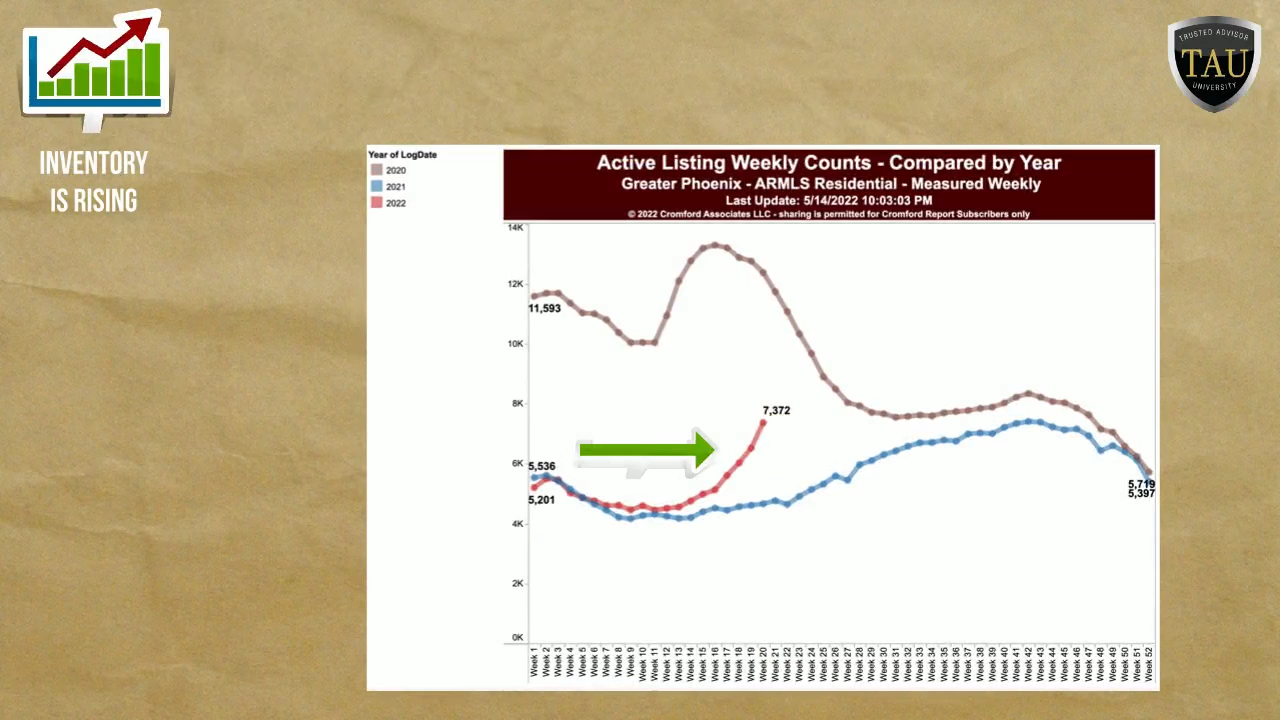 INVENTORY
IS RISING
TRUSTED ADVISOR
TAU
UNIVERSITY
Year of LogDate
2020
2021
2022
Active Listing Weekly Counts - Compared by Year
Greater Phoenix - ARMLS Residential - Measured Weekly
Last Update: 5/14/2022 10:03:03 PM
© 2022 Cromford Associates LLC - sharing is permitted for Cromford Report Subscribers only
14K
12K
10K
8K
6K
4K
2K
0K
11,593
7,372
5,536
5,201
5,719
5,397
Week 1
Week 2
Week 3
Week 4
Week 5
Week 6
Week 7
Week 8
Week 9
Week 10
Week 11
Week 12
Week 13
Week 14
Week 15
Week 16
Week 17
Week 18
Week 19
Week 20
Week 21
Week 22
Week 23
Week 24
Week 25
Week 26
Week 27
Week 28
Week 29
Week 30
Week 31
Week 32
Week 33
Week 34
Week 35
Week 36
Week 37
Week 38
Week 39
Week 40
Week 41
Week 42
Week 43
Week 44
Week 45
Week 46
Week 47
Week 48
Week 49
Week 50
Week 51
Week 52